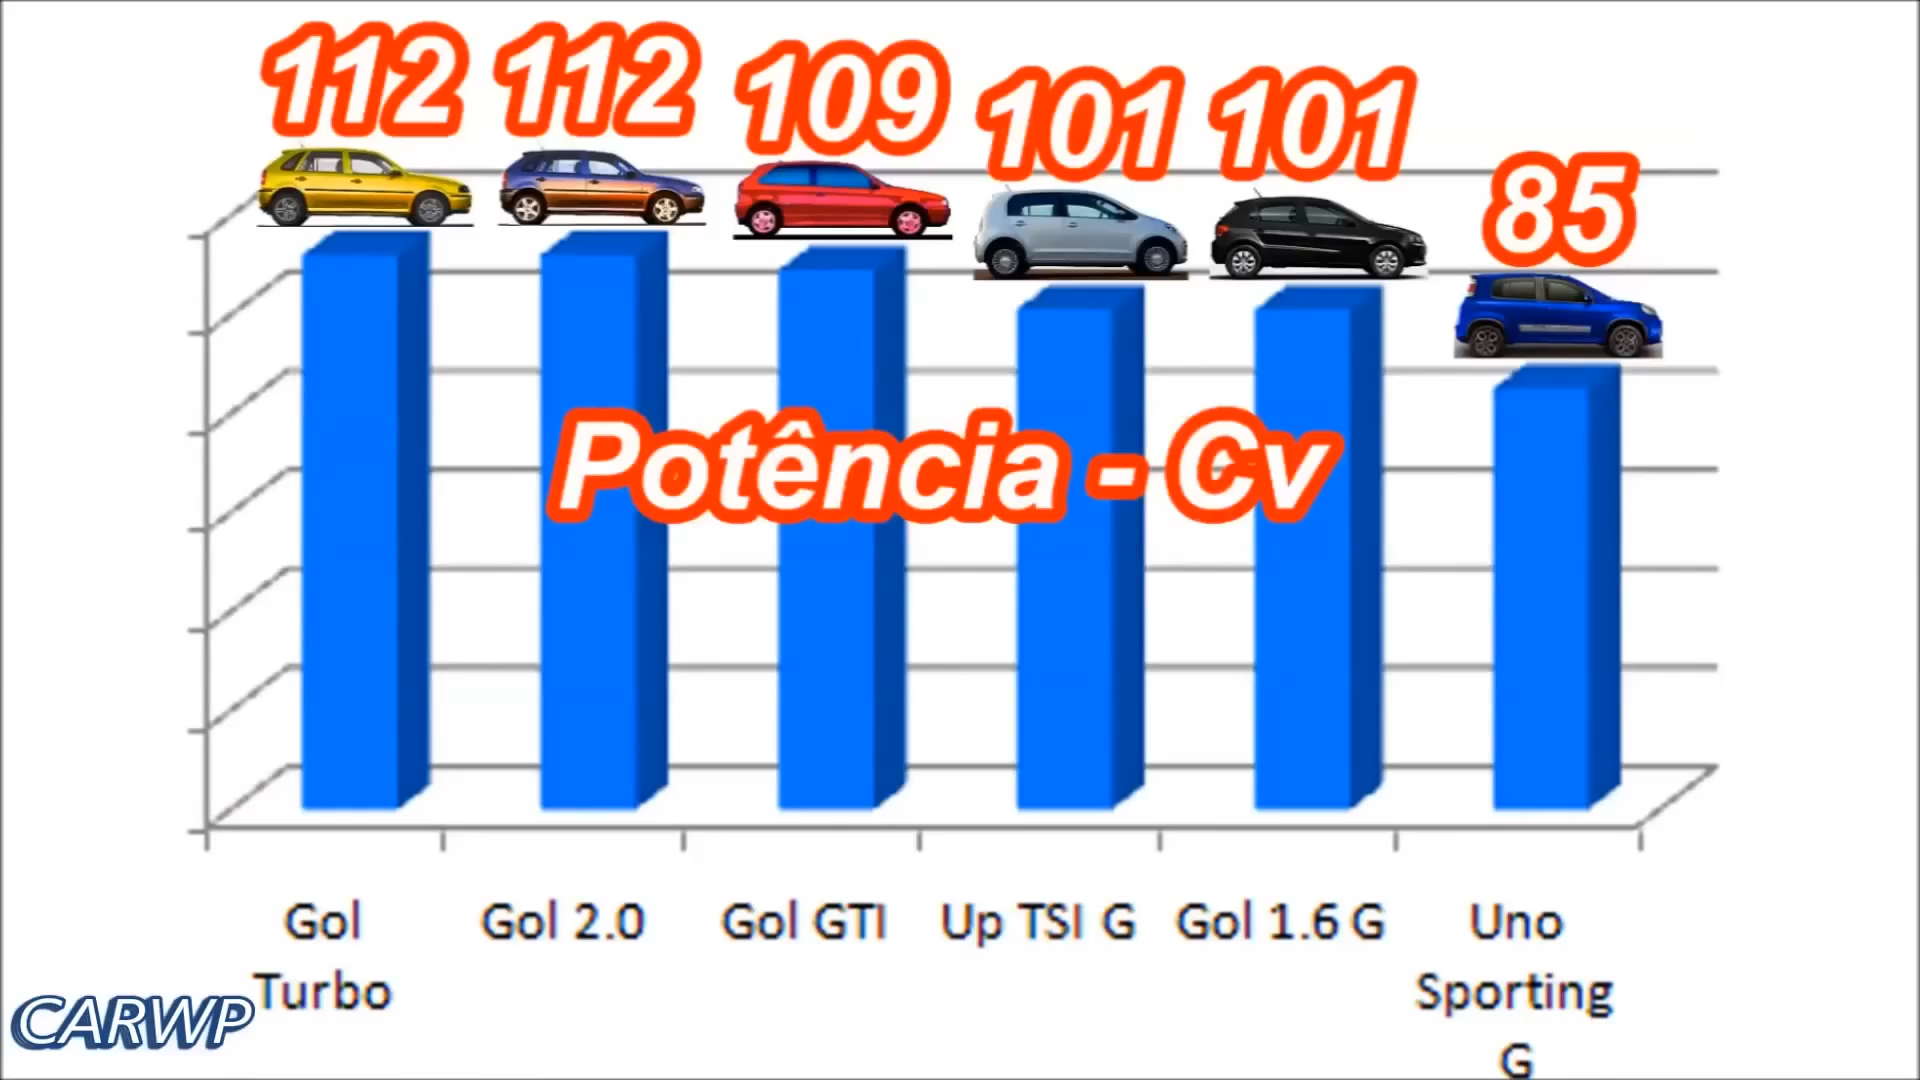 112 112 109 101 101 85
Potência - Cv
Gol Turbo
Gol 2.0
Gol GTI
Up TSI G
Gol 1.6 G
Uno Sporting G
CARWP